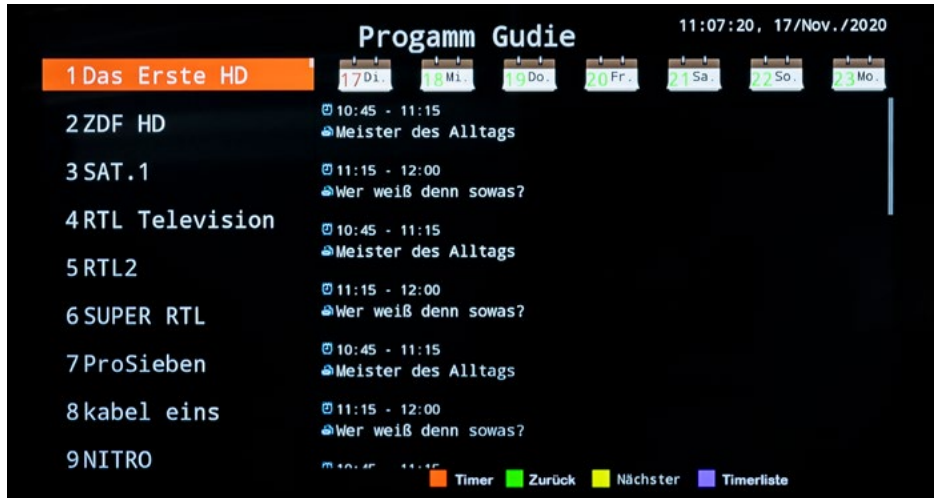 Progamm Gudie
11:07:20, 17/Nov./2020
1 Das Erste HD
17 Di. 18 Mi. 19 Do. 20 Fr. 21 Sa. 22 So. 23 Mo.
2 ZDF HD
3 SAT.1
4 RTL Television
5 RTL2
6 SUPER RTL
7 ProSieben
8 kabel eins
9 NITRO
10:45 - 11:15
Meister des Alltags
11:15 - 12:00
Wer weiß denn sowas?
10:45 - 11:15
Meister des Alltags
11:15 - 12:00
Wer weiß denn sowas?
10:45 - 11:15
Meister des Alltags
11:15 - 12:00
Wer weiß denn sowas?
Timer Zurück Nächster Timerliste